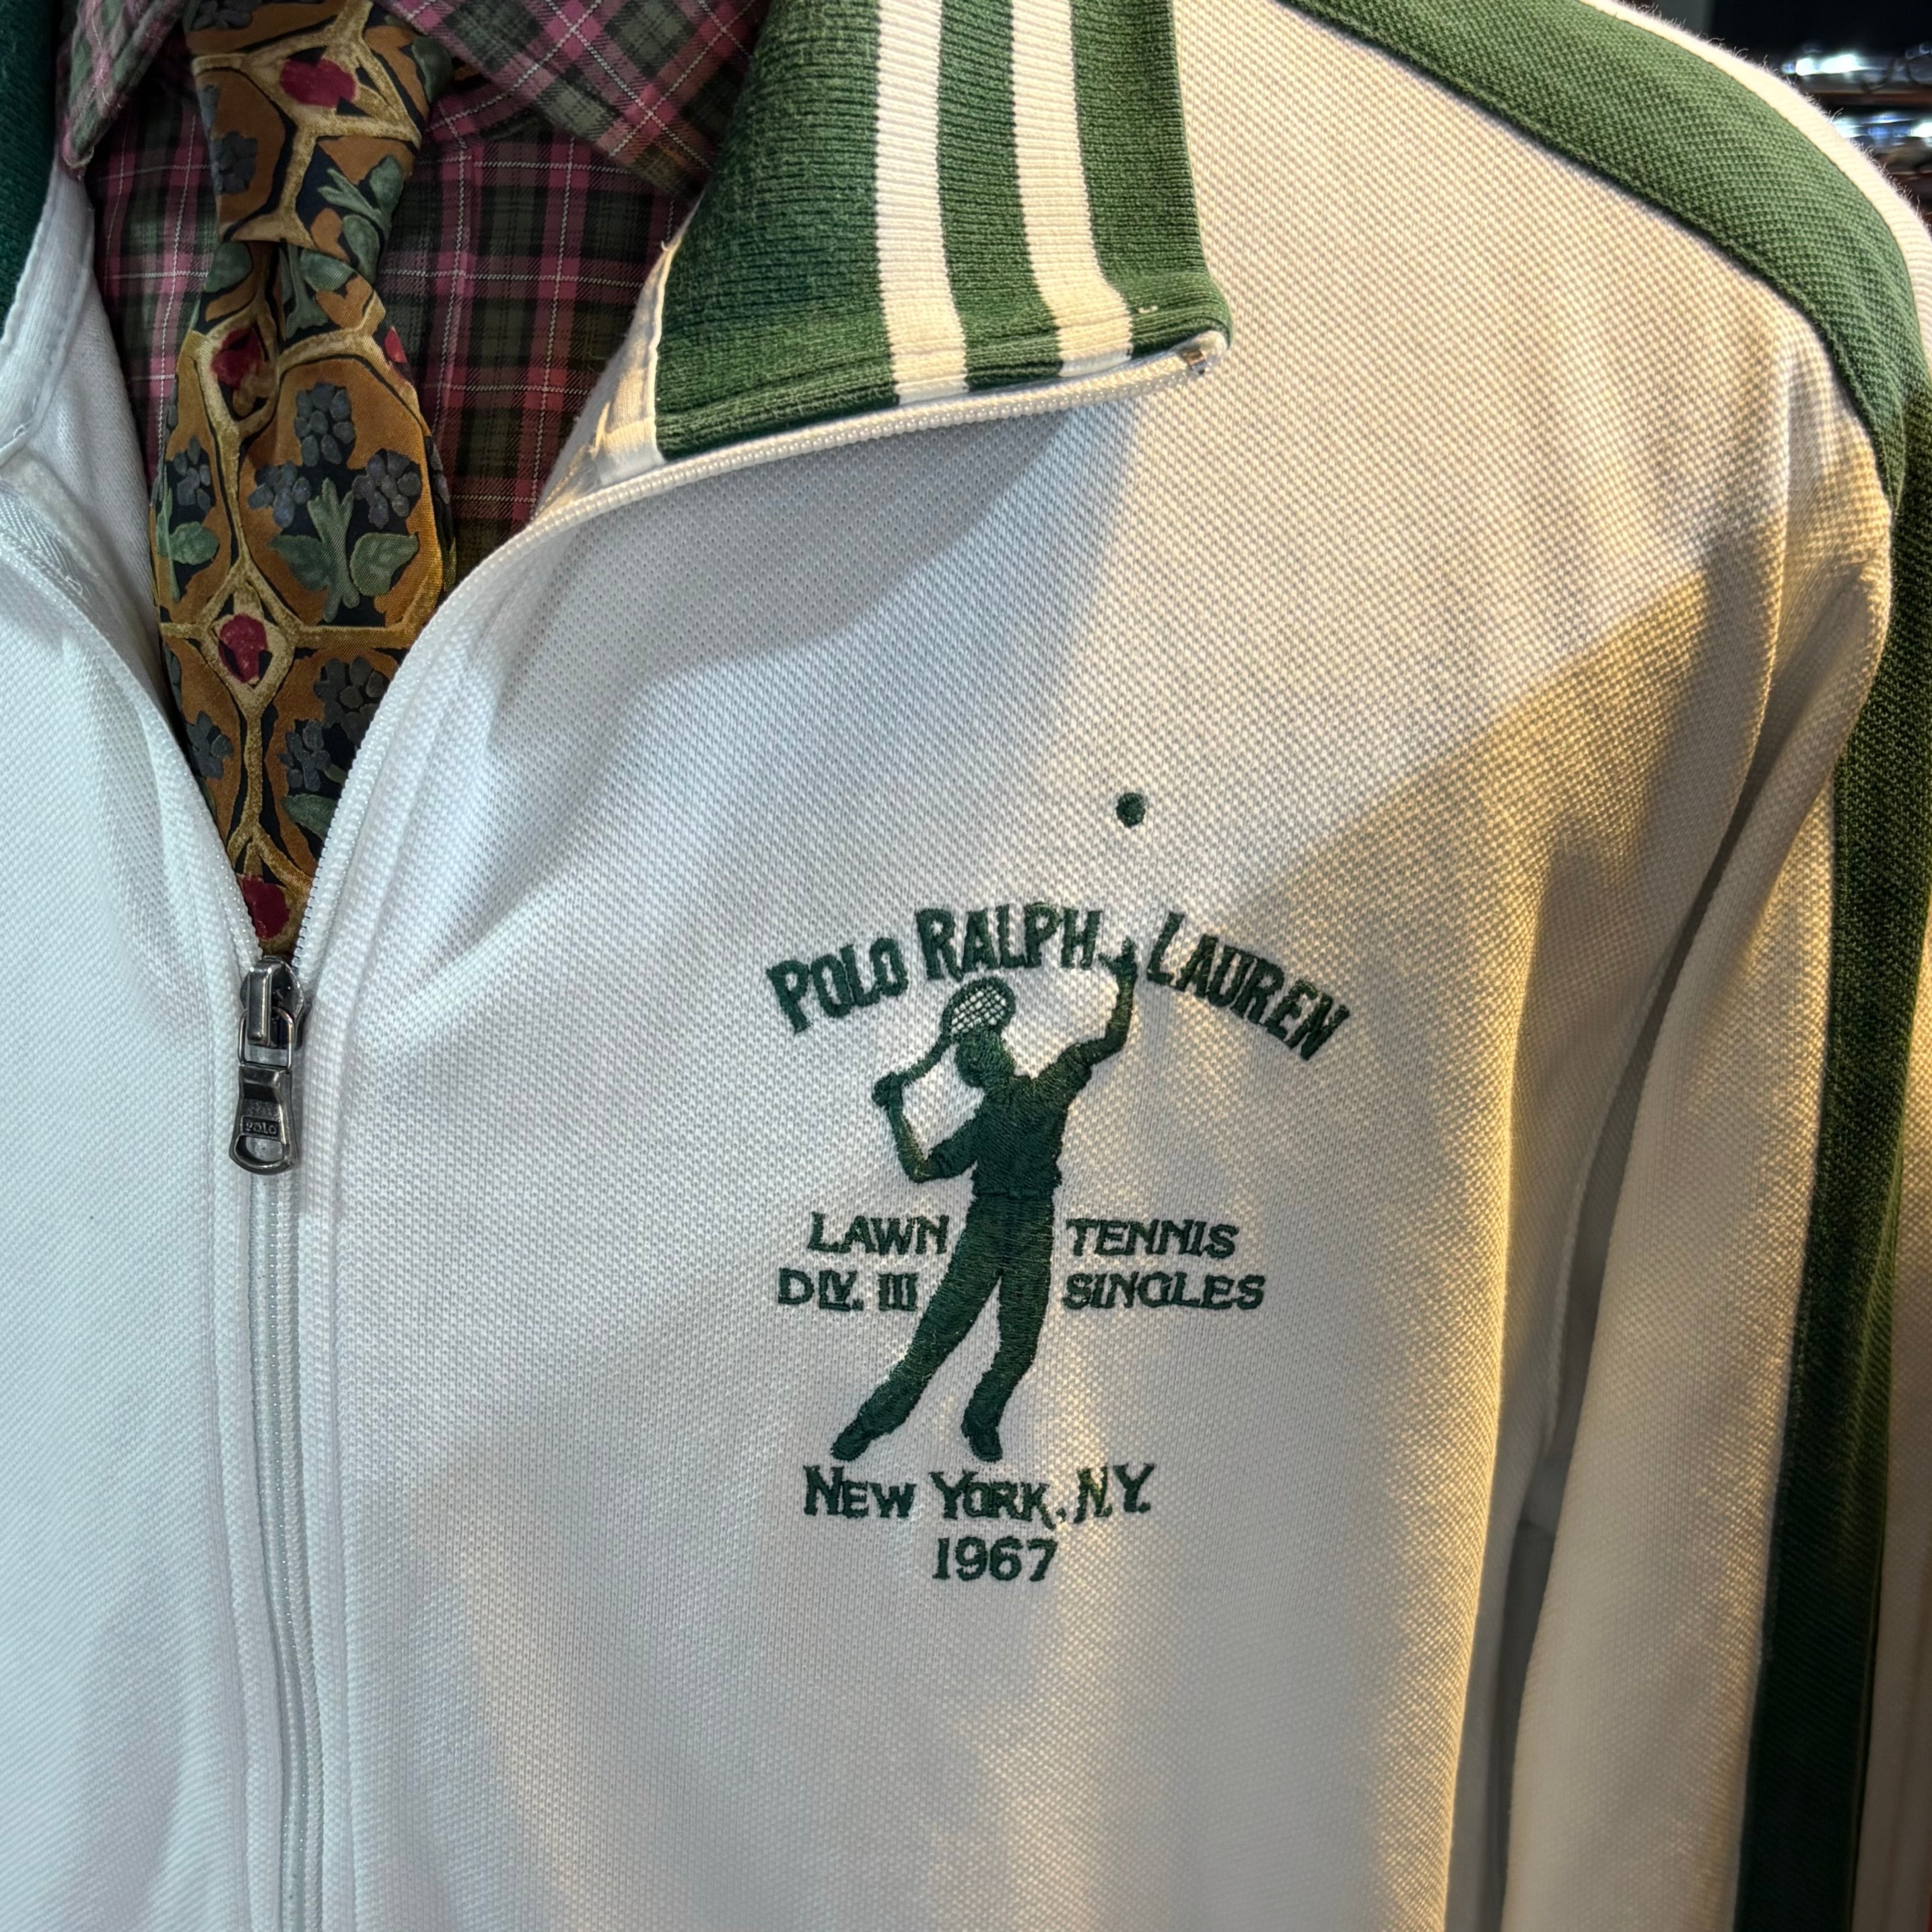 POLO RALPH LAUREN
LAWN TENNIS
DIV. III SINGLES
NEW YORK, N.Y.
1967
POLO